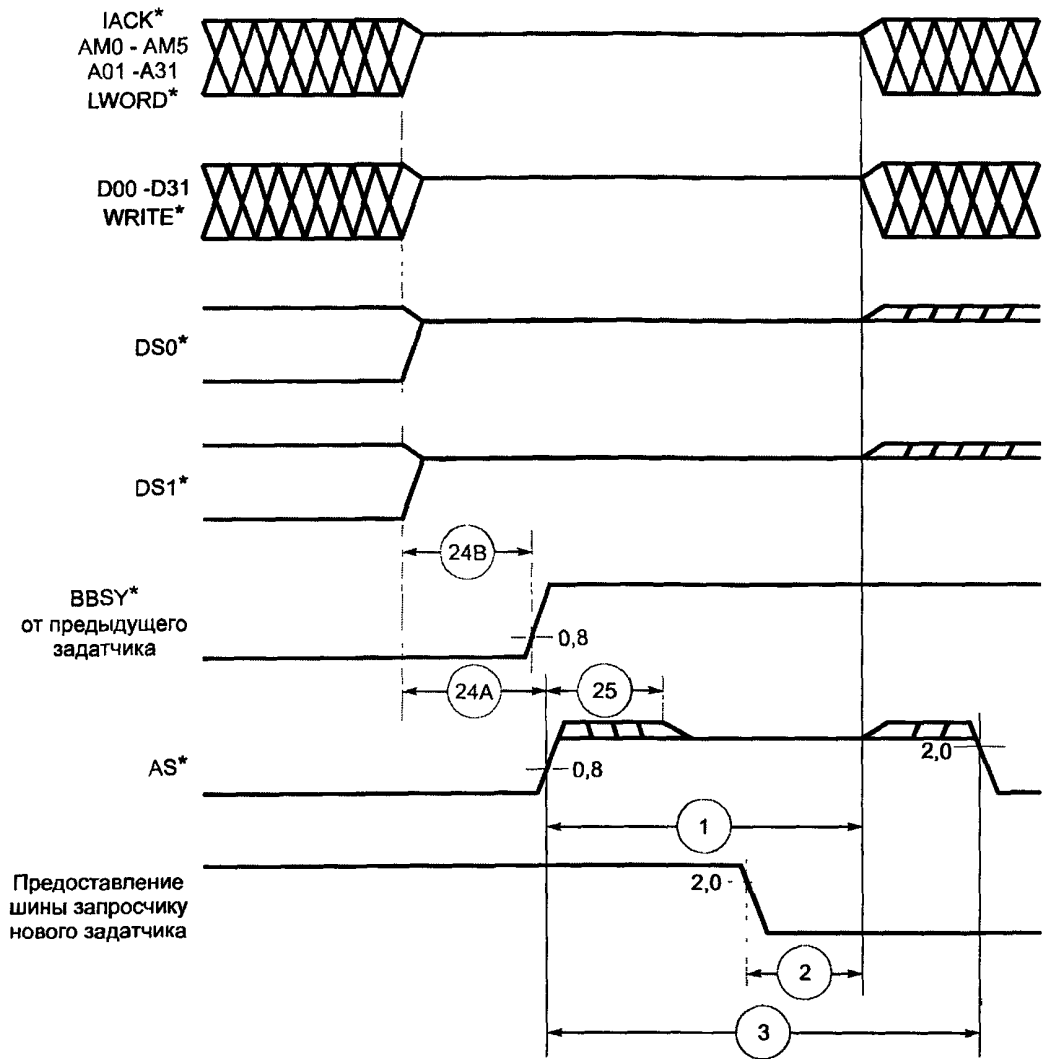 IACK*
AM0 - AM5
A01 -A31
LWORD*
D00 -D31
WRITE*
DS0*
DS1*
24B
BBSY*
от предыдущего
задатчика
0,8
24A
25
AS*
0,8
2,0
1
Предоставление
шины запросчику
нового задатчика
2,0
2
3